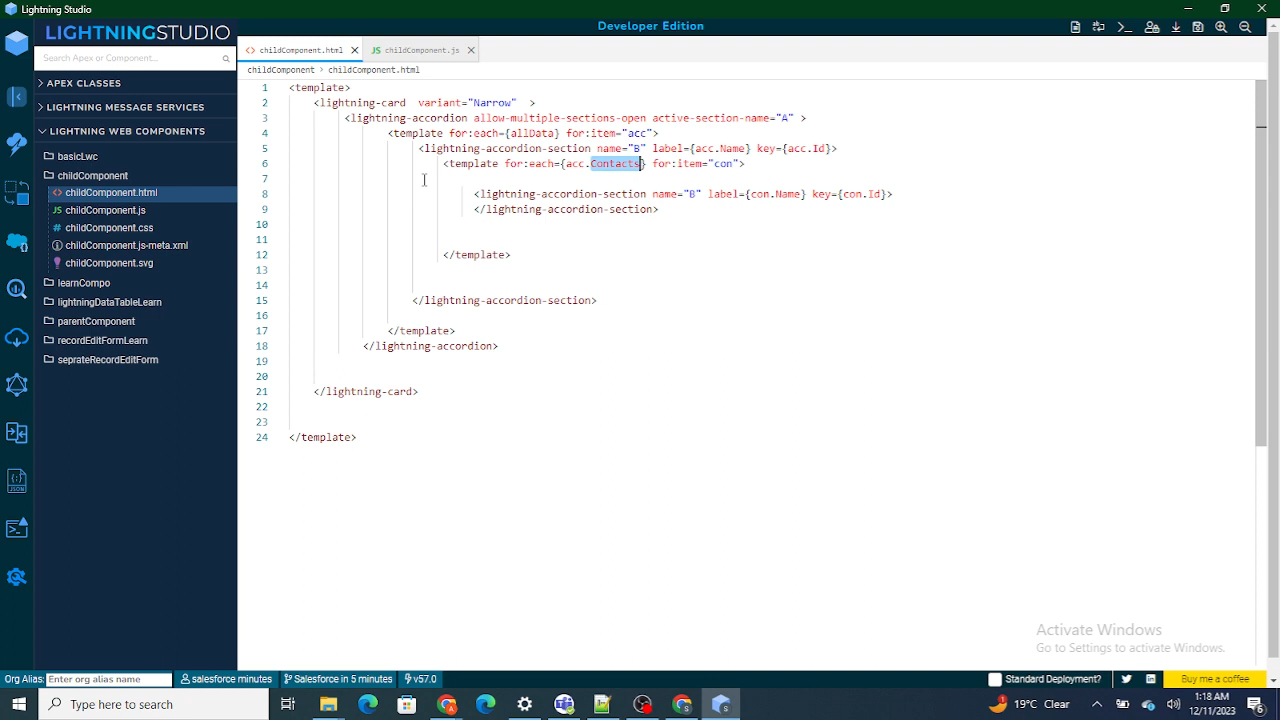 Lightning Studio
LIGHTNINGSTUDIO
Developer Edition
Search Apex or Component...
childComponent.html
JS childComponent.js
childComponent > childComponent.html
APEX CLASSES
LIGHTNING MESSAGE SERVICES
LIGHTNING WEB COMPONENTS
basicLwc
childComponent
childComponent.html
JS childComponent.js
# childComponent.css
childComponent.js-meta.xml
childComponent.svg
learnCompo
lightningDataTableLearn
parentComponent
recordEditFormLearn
seprateRecordEditForm
1 <template>
2 <lightning-card variant="Narrow" >
3 <lightning-accordion allow-multiple-sections-open active-section-name="A" >
4 <template for:each={allData} for:item="acc">
5 <lightning-accordion-section name="B" label={acc.Name} key={acc.Id}>
6 <template for:each={acc.Contacts} for:item="con">
7
8 <lightning-accordion-section name="B" label={con.Name} key={con.Id}>
9 </lightning-accordion-section>
10
11
12 </template>
13
14
15 </lightning-accordion-section>
16
17 </template>
18 </lightning-accordion>
19
20
21 </lightning-card>
22
23
24 </template>
Activate Windows
Go to Settings to activate Windows.
Org Alias: Enter org alias name salesforce minutes Salesforce in 5 minutes v57.0 Standard Deployment? Buy me a coffee
Type here to search
19°C Clear
1:18 AM
12/11/2023
6